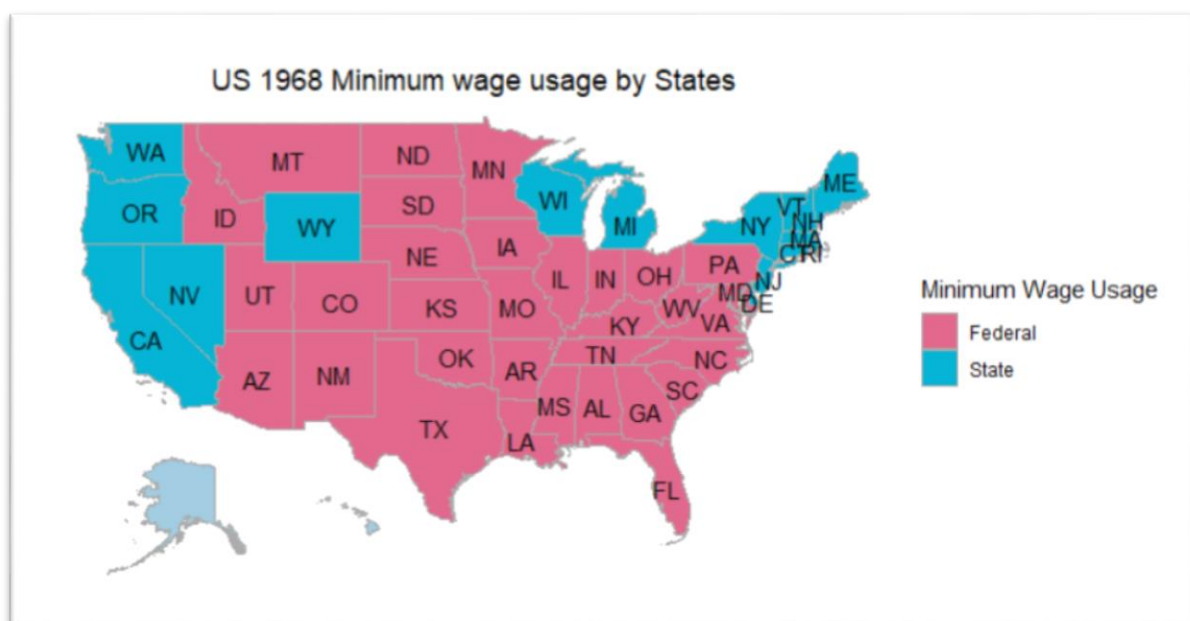 US 1968 Minimum wage usage by States
WA
MT
ND
MN
ME
OR
ID
WY
SD
WI
MI
VT
NH
NY
MA
CT RI
NV
UT
CO
NE
IA
IL
IN
OH
PA
NJ
MD
DE
CA
KS
MO
WV
VA
KY
AZ
NM
OK
AR
TN
NC
SC
TX
LA
MS
AL
GA
FL
Minimum Wage Usage
Federal
State